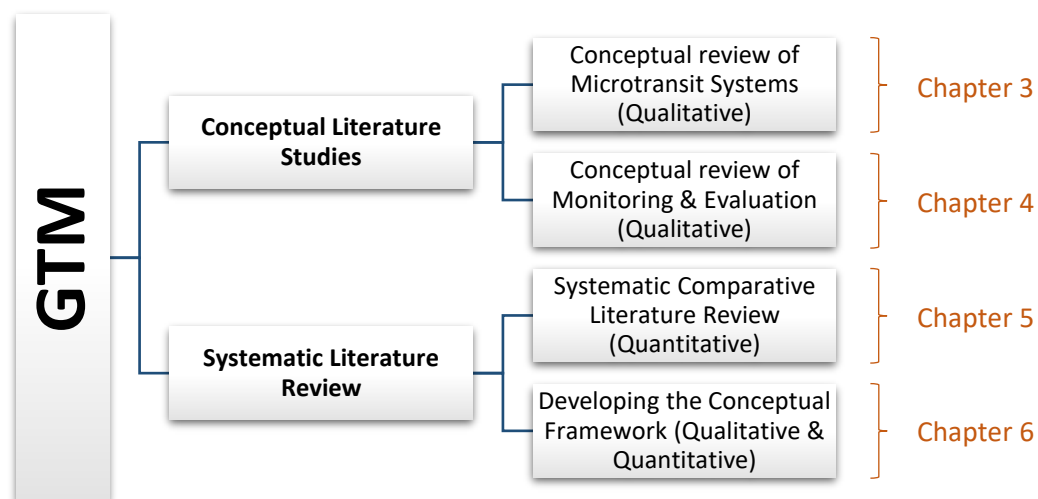 GTM
Conceptual Literature
Studies
Conceptual review of
Microtransit Systems
(Qualitative)
Chapter 3
Conceptual review of
Monitoring & Evaluation
(Qualitative)
Chapter 4
Systematic Literature
Review
Systematic Comparative
Literature Review
(Quantitative)
Chapter 5
Developing the Conceptual
Framework (Qualitative &
Quantitative)
Chapter 6